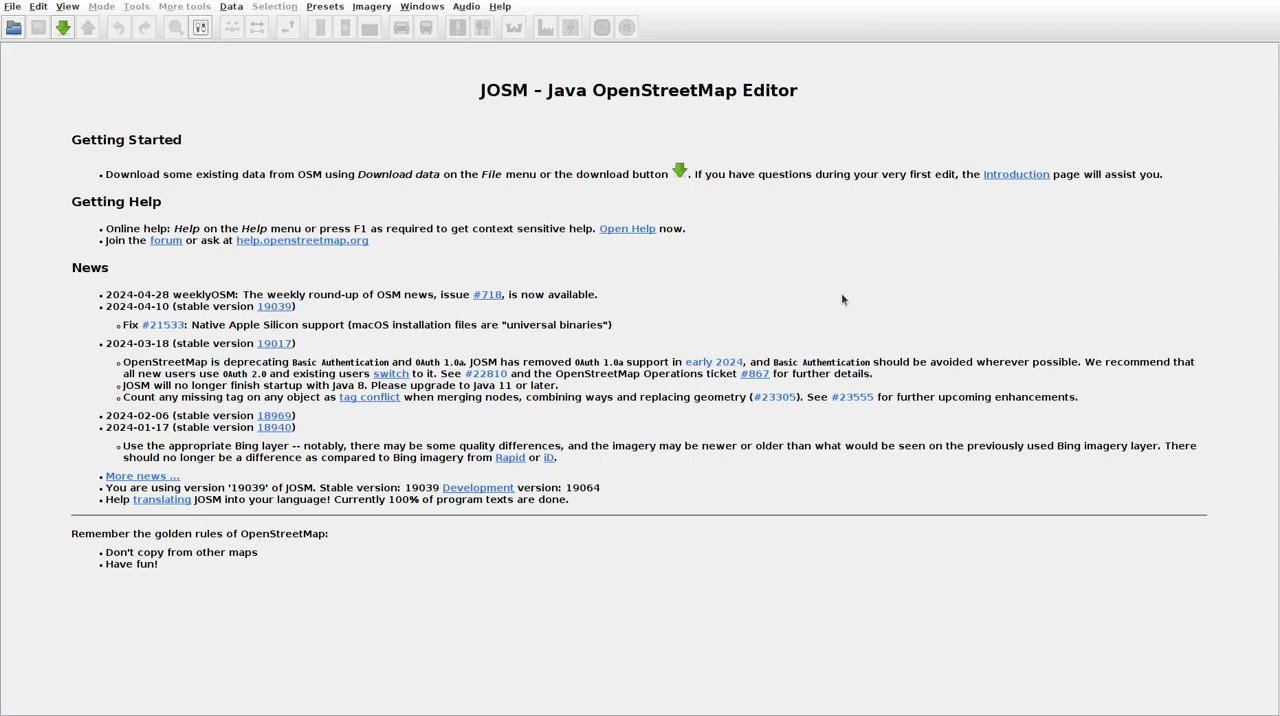 File Edit View Mode Tools More tools Data Selection Presets Imagery Windows Audio Help
JOSM – Java OpenStreetMap Editor
Getting Started
Download some existing data from OSM using Download data on the File menu or the download button . If you have questions during your very first edit, the Introduction page will assist you.
Getting Help
Online help: Help on the Help menu or press F1 as required to get context sensitive help. Open Help now.
Join the forum or ask at help.openstreetmap.org
News
2024-04-28 weeklyOSM: The weekly round-up of OSM news, issue #718, is now available.
2024-04-10 (stable version 19039)
Fix #21533: Native Apple Silicon support (macOS installation files are "universal binaries")
2024-03-18 (stable version 19017)
OpenStreetMap is deprecating Basic Authentication and OAuth 1.0a. JOSM has removed OAuth 1.0a support in early 2024, and Basic Authentication should be avoided wherever possible. We recommend that
all new users use OAuth 2.0 and existing users switch to it. See #22810 and the OpenStreetMap Operations ticket #867 for further details.
JOSM will no longer finish startup with Java 8. Please upgrade to Java 11 or later.
Count any missing tag on any object as tag conflict when merging nodes, combining ways and replacing geometry (#23305). See #23555 for further upcoming enhancements.
2024-02-06 (stable version 18969)
2024-01-17 (stable version 18940)
Use the appropriate Bing layer -- notably, there may be some quality differences, and the imagery may be newer or older than what would be seen on the previously used Bing imagery layer. There
should no longer be a difference as compared to Bing imagery from Rapid or iD.
More news ...
You are using version '19039' of JOSM. Stable version: 19039 Development version: 19064
Help translating JOSM into your language! Currently 100% of program texts are done.
Remember the golden rules of OpenStreetMap:
Don't copy from other maps
Have fun!